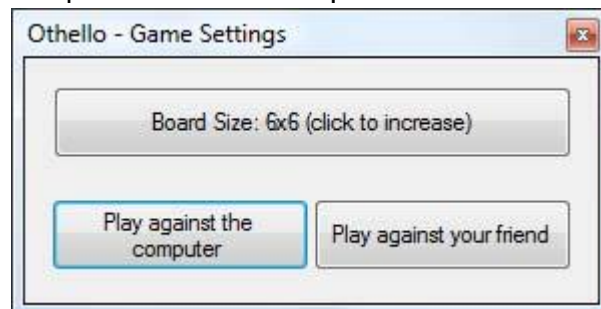 Othello - Game Settings
Board Size: 6x6 (click to increase)
Play against the
computer
Play against your friend